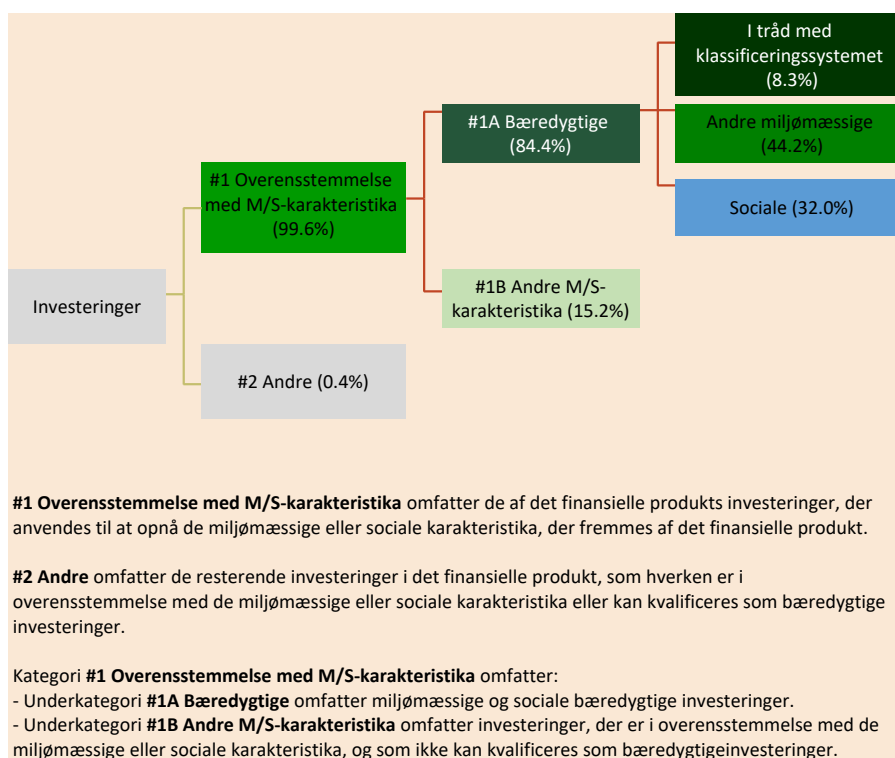 I tråd med
klassificeringssystemet
(8.3%)
#1A Bæredygtige
(84.4%)
Andre miljømæssige
(44.2%)
#1 Overensstemmelse
med M/S-karakteristika
(99.6%)
Sociale (32.0%)
Investeringer
#1B Andre M/S-
karakteristika (15.2%)
#2 Andre (0.4%)
#1 Overensstemmelse med M/S-karakteristika omfatter de af det finansielle produkts investeringer, der
anvendes til at opnå de miljømæssige eller sociale karakteristika, der fremmes af det finansielle produkt.
#2 Andre omfatter de resterende investeringer i det finansielle produkt, som hverken er i
overensstemmelse med de miljømæssige eller sociale karakteristika eller kan kvalificeres som bæredygtige
investeringer.
Kategori #1 Overensstemmelse med M/S-karakteristika omfatter:
- Underkategori #1A Bæredygtige omfatter miljømæssige og sociale bæredygtige investeringer.
- Underkategori #1B Andre M/S-karakteristika omfatter investeringer, der er i overensstemmelse med de
miljømæssige eller sociale karakteristika, og som ikke kan kvalificeres som bæredygtigeinvesteringer.